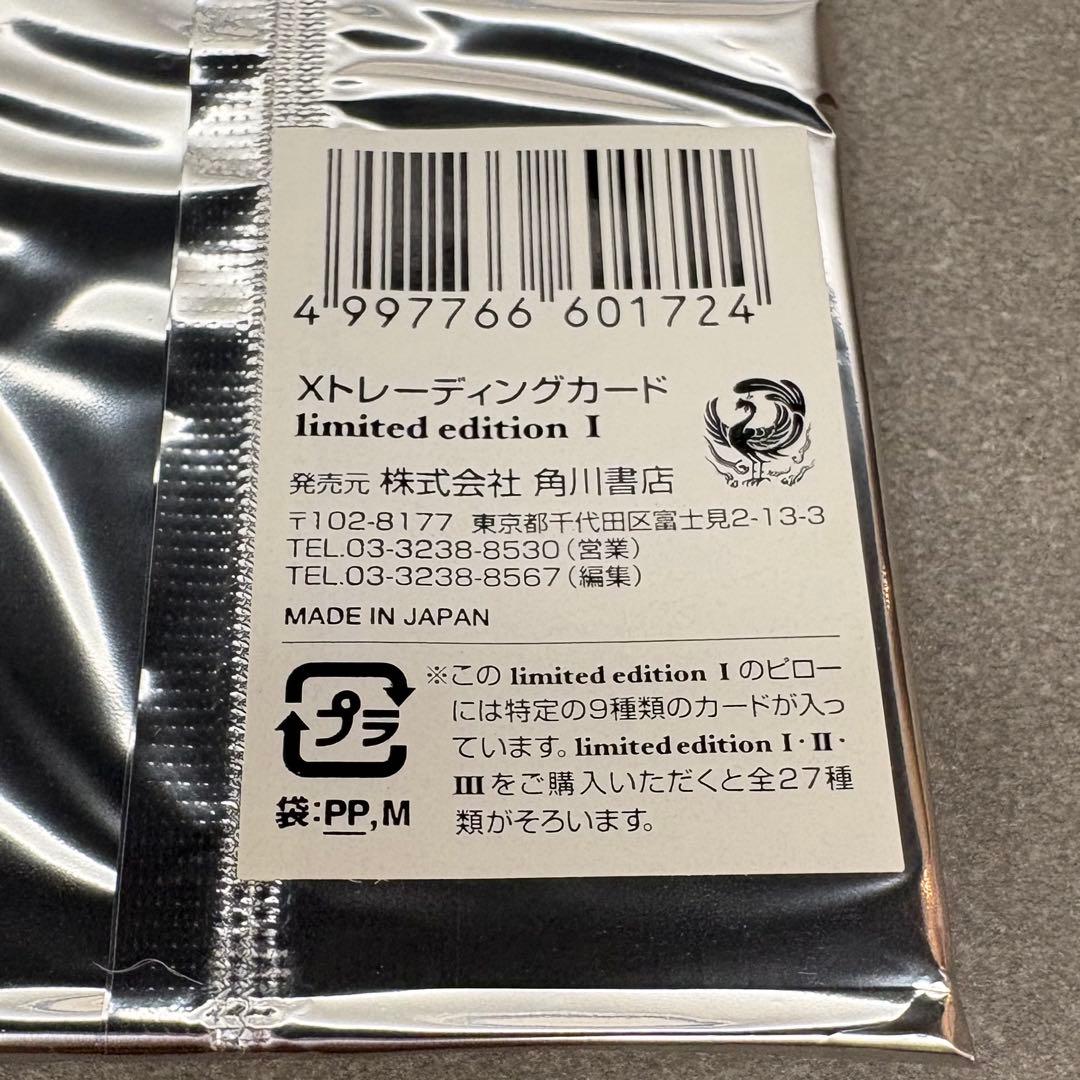 4 997766 601724
Xトレーディングカード
limited edition I
発売元 株式会社 角川書店
〒102-8177 東京都千代田区富士見2-13-3
TEL.03-3238-8530(営業)
TEL.03-3238-8567(編集)
MADE IN JAPAN
プラ
袋:PP,M
※この limited edition I のピロー
には特定の9種類のカードが入っ
ています。limited edition I・II・
IIIをご購入いただくと全27種
類がそろいます。